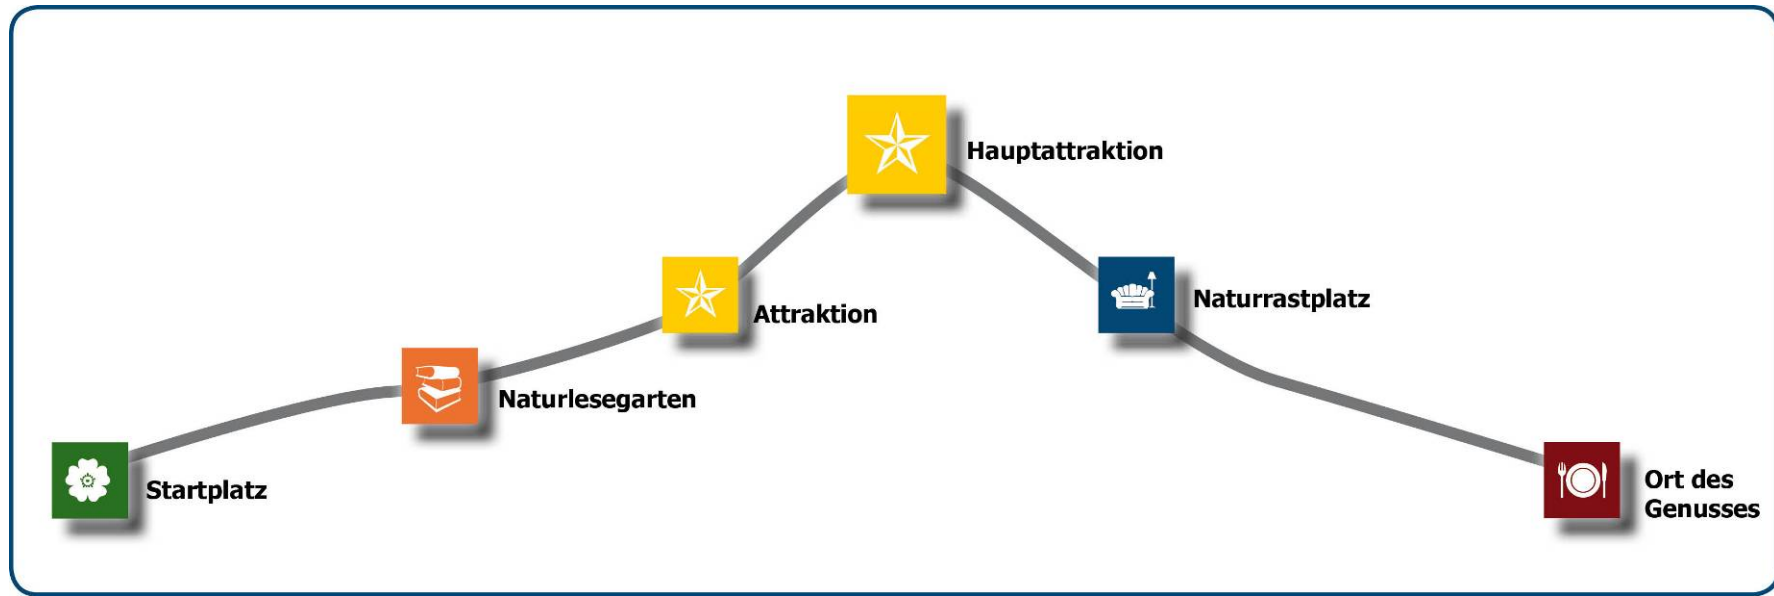 Hauptattraktion
Naturrastplatz
Attraktion
Naturlesegarten
Startplatz
Ort des
Genusses